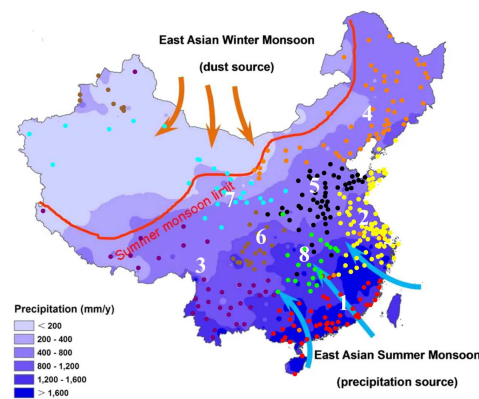 East Asian Winter Monsoon
(dust source)
4
5
Summer monsoon limit
7
2
6
8
3
1
Precipitation (mm/y)
< 200
200 - 400
400 - 800
800 - 1,200
1,200 - 1,600
> 1,600
East Asian Summer Monsoon
(precipitation source)